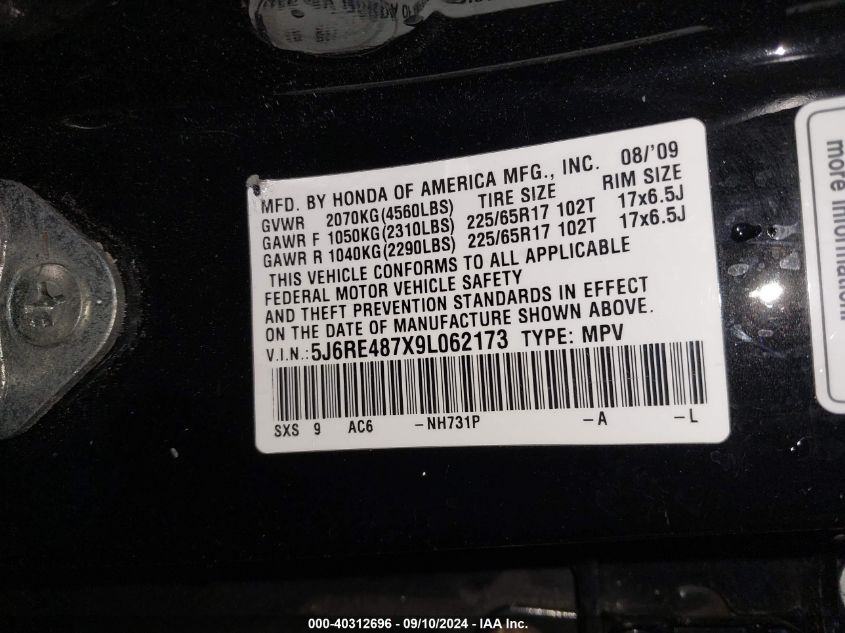 MFD. BY HONDA OF AMERICA MFG., INC. 08/'09
GVWR 2070KG(4560LBS) TIRE SIZE RIM SIZE
GAWR F 1050KG(2310LBS) 225/65R17 102T 17x6.5J
GAWR R 1040KG(2290LBS) 225/65R17 102T 17x6.5J
THIS VEHICLE CONFORMS TO ALL APPLICABLE
FEDERAL MOTOR VEHICLE SAFETY
AND THEFT PREVENTION STANDARDS IN EFFECT
ON THE DATE OF MANUFACTURE SHOWN ABOVE.
V.I.N.: 5J6RE487X9L062173 TYPE: MPV
SXS 9 AC6 -NH731P -A -L
more information!
000-40312696 - 09/10/2024 - IAA Inc.